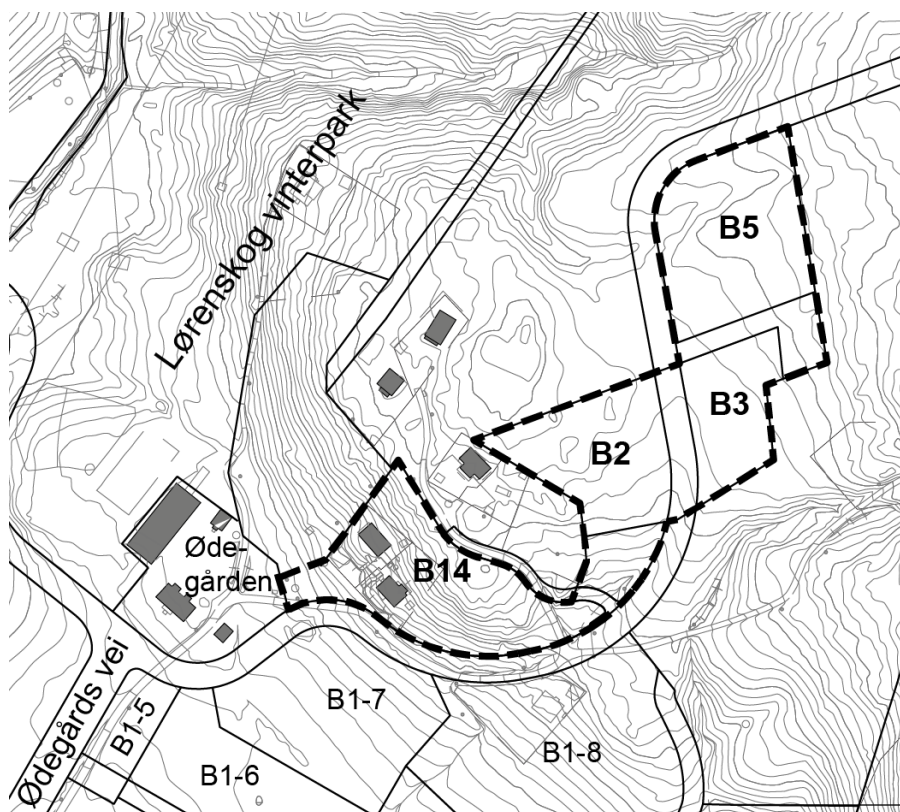 Lørenskog vinterpark
B5
B3
B2
B14
Øde-
gården
Ødegårds vei
B1-5
B1-6
B1-7
B1-8